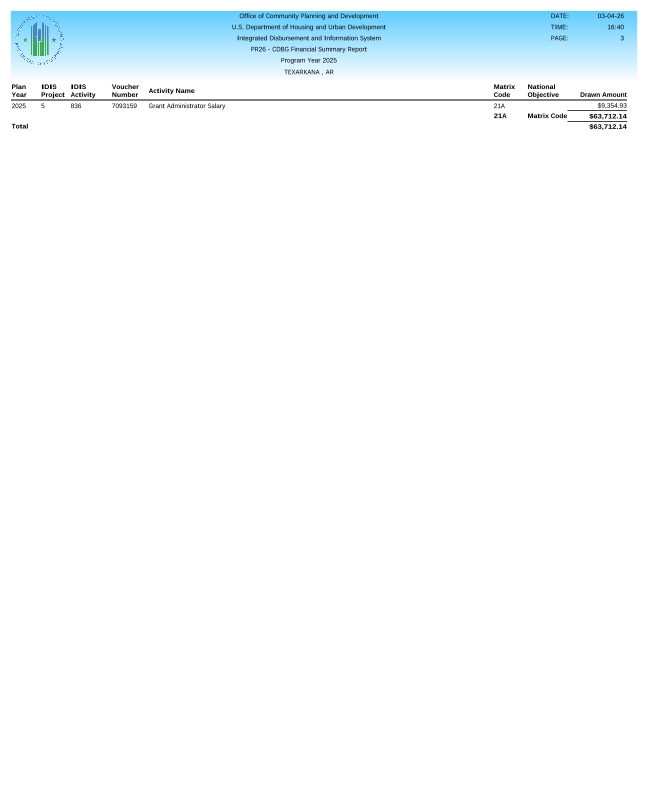 Office of Community Planning and Development DATE: 03-04-26
U.S. Department of Housing and Urban Development TIME: 16:40
Integrated Disbursement and Information System PAGE: 3
PR26 - CDBG Financial Summary Report
Program Year 2025
TEXARKANA , AR
Plan Year IDIS Project IDIS Activity Voucher Number Activity Name Matrix Code National Objective Drawn Amount
2025 5 836 7093159 Grant Administrator Salary 21A $9,354.93
21A Matrix Code $63,712.14
Total $63,712.14